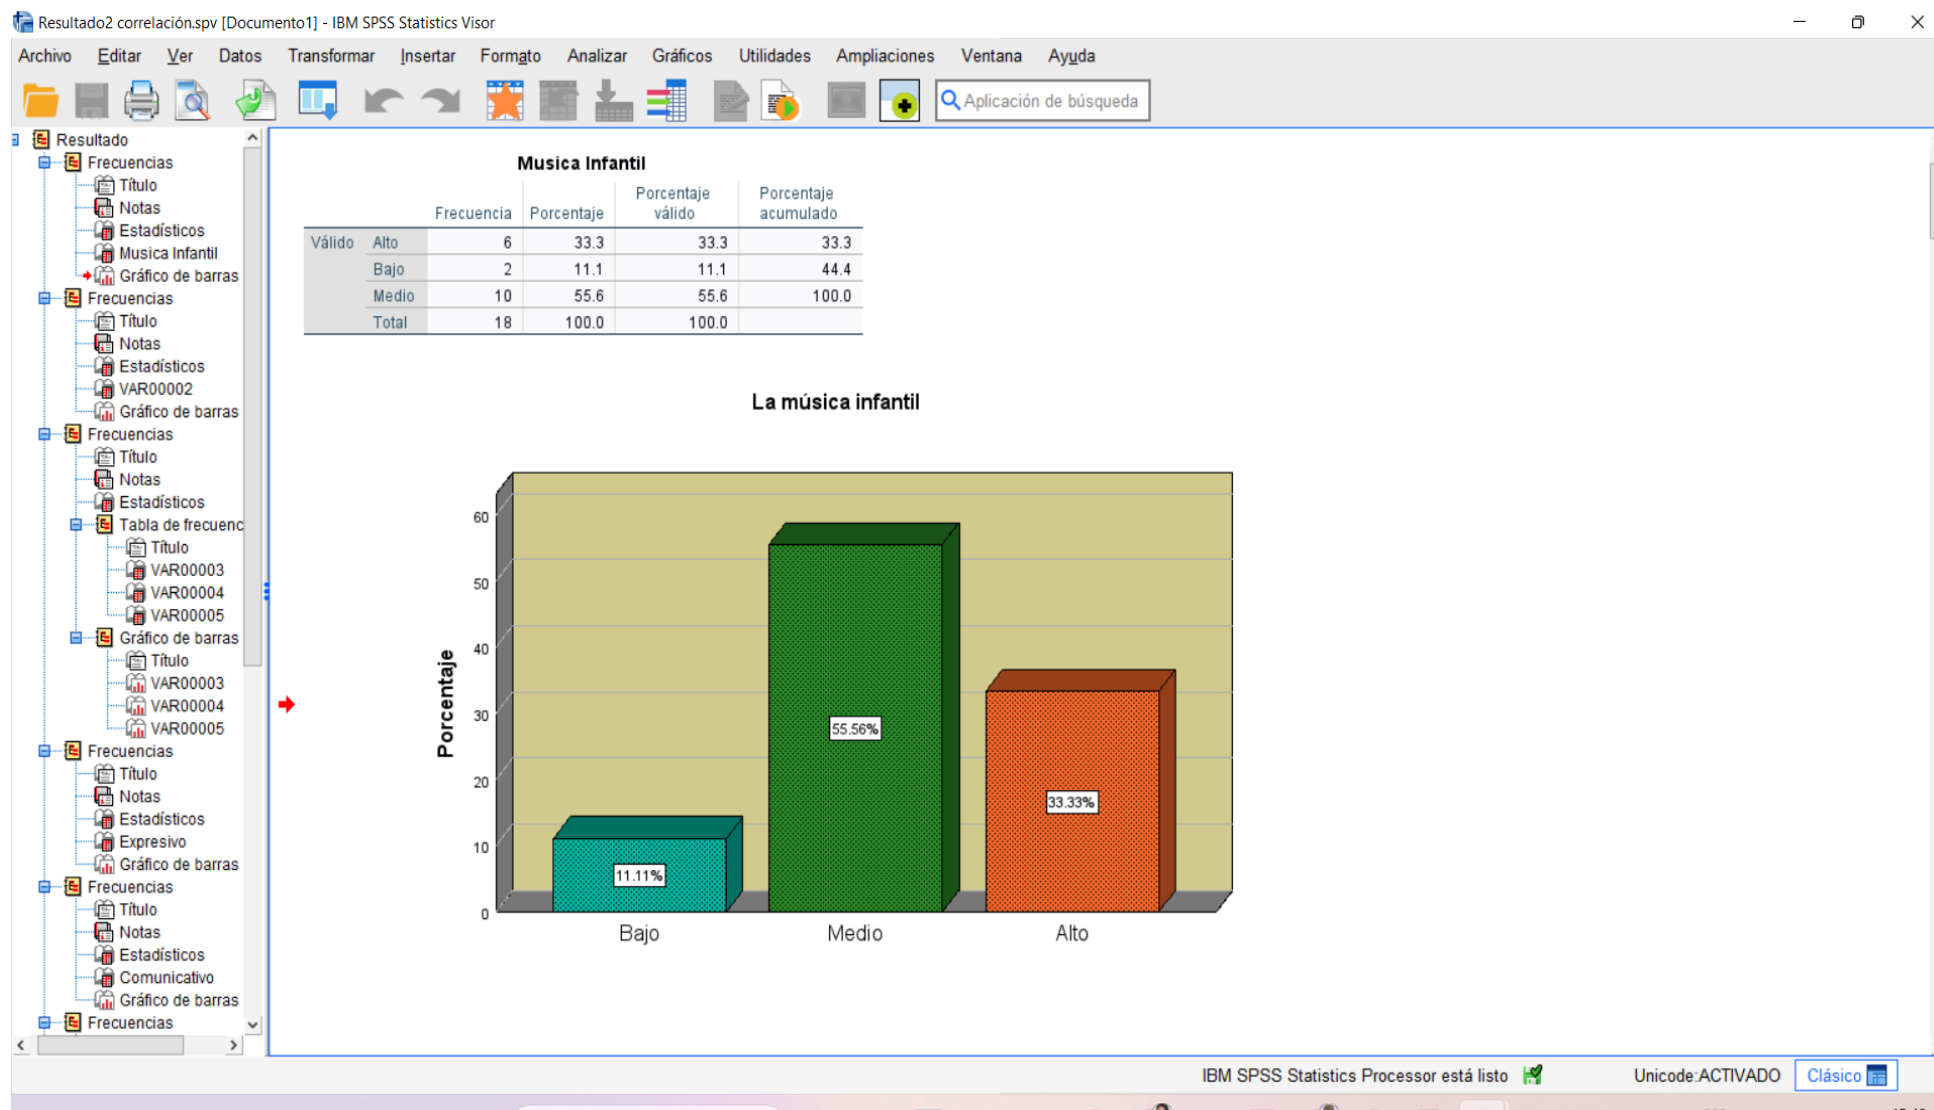 Resultado2 correlación.spv [Documento1] - IBM SPSS Statistics Visor
Archivo Editar Ver Datos Transformar Insertar Formato Analizar Gráficos Utilidades Ampliaciones Ventana Ayuda
Aplicación de búsqueda
Resultado
Frecuencias
Título
Notas
Estadísticos
Musica Infantil
Gráfico de barras
Frecuencias
Título
Notas
Estadísticos
VAR00002
Gráfico de barras
Frecuencias
Título
Notas
Estadísticos
Tabla de frecuenc
Título
VAR00003
VAR00004
VAR00005
Gráfico de barras
Título
VAR00003
VAR00004
VAR00005
Frecuencias
Título
Notas
Estadísticos
Expresivo
Gráfico de barras
Frecuencias
Título
Notas
Estadísticos
Comunicativo
Gráfico de barras
Frecuencias
Musica Infantil
Frecuencia Porcentaje Porcentaje válido Porcentaje acumulado
Válido Alto 6 33.3 33.3 33.3
Bajo 2 11.1 11.1 44.4
Medio 10 55.6 55.6 100.0
Total 18 100.0 100.0
La música infantil
Porcentaje
60
50
40
30
20
10
0
11.11%
55.56%
33.33%
Bajo Medio Alto
IBM SPSS Statistics Processor está listo Unicode:ACTIVADO Clásico